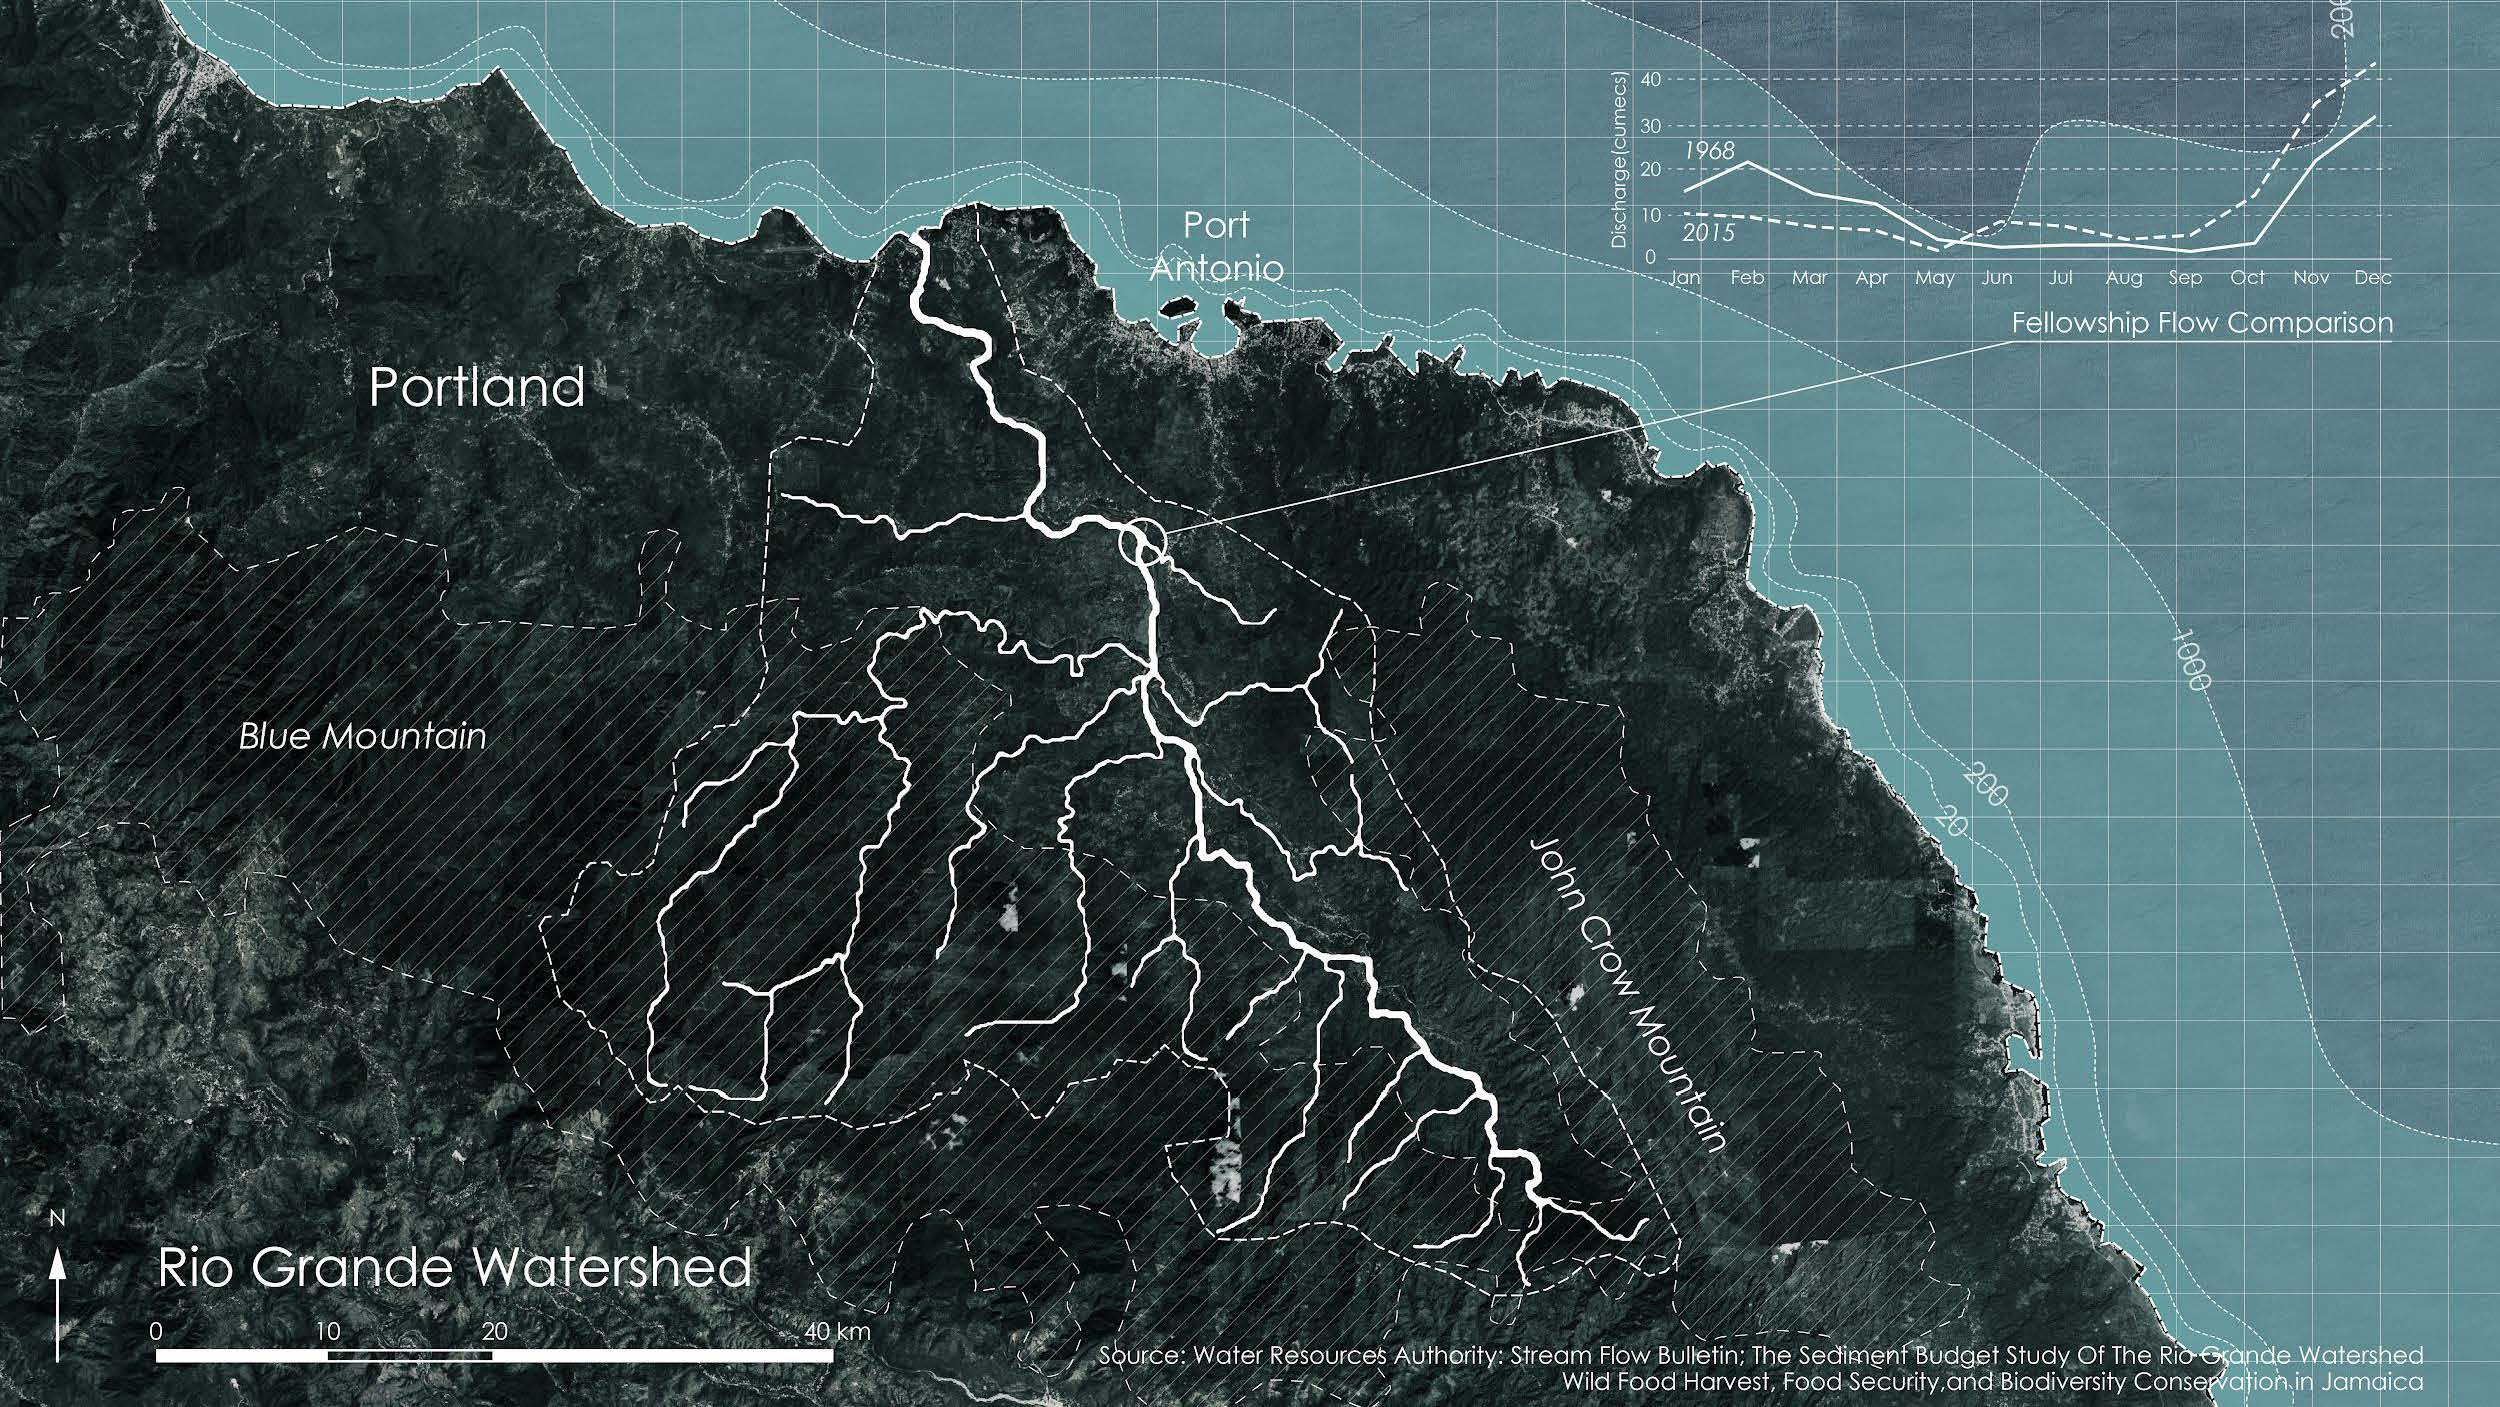 200
Discharge(cumecs)
40
30
20
10
0
1968
2015
Jan Feb Mar Apr May Jun Jul Aug Sep Oct Nov Dec
Fellowship Flow Comparison
Port
Antonio
Portland
1000
Blue Mountain
200
20
John Crow Mountain
N
Rio Grande Watershed
0 10 20 40 km
Source: Water Resources Authority: Stream Flow Bulletin; The Sediment Budget Study Of The Rio Grande Watershed
Wild Food Harvest, Food Security,and Biodiversity Conservation in Jamaica